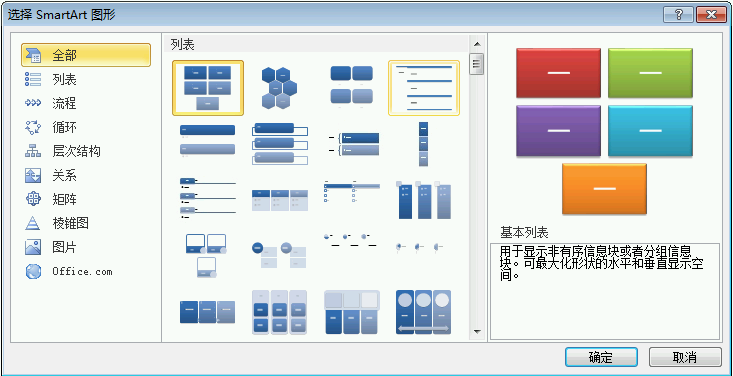 选择 SmartArt 图形
全部
列表
流程
循环
层次结构
关系
矩阵
棱锥图
图片
Office.com
列表
基本列表
用于显示非有序信息块或者分组信息
块。可最大化形状的水平和垂直显示空
间。
确定
取消